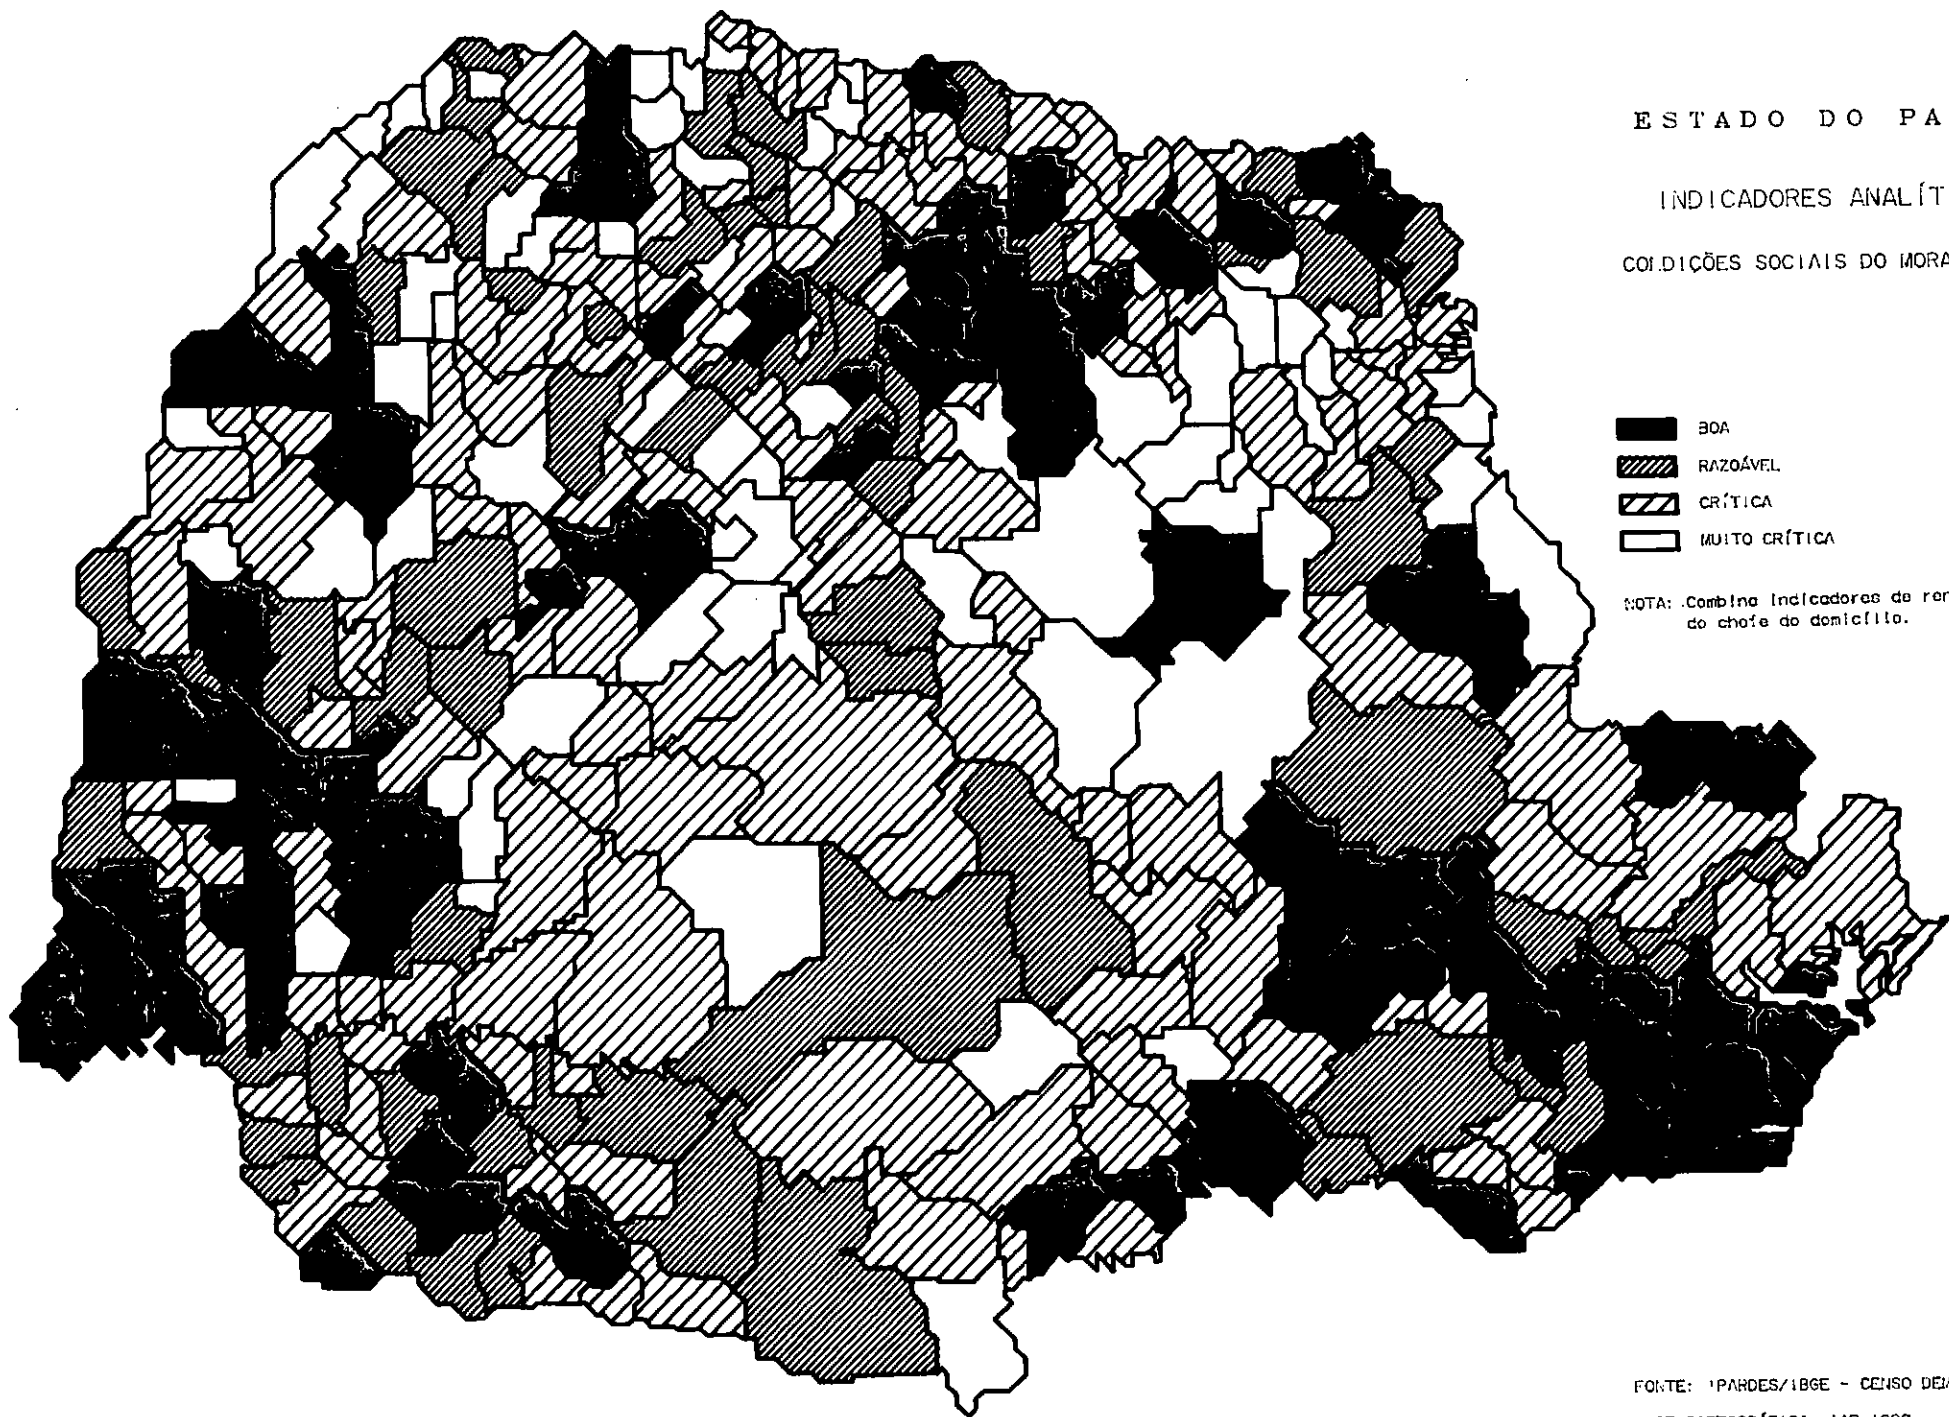 ESTADO DO PA
INDICADORES ANALÍT
CONDIÇÕES SOCIAIS DO MORA
BOA
RAZOÁVEL
CRÍTICA
MUITO CRÍTICA
NOTA: Combina indicadores de ren
do chefe do domicílio.
FONTE: IPARDES/IBGE - CENSO DEM